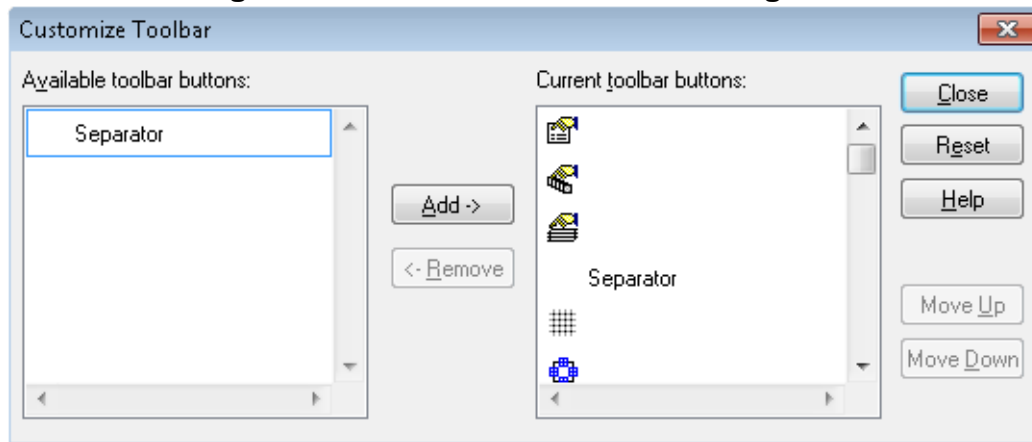 Customize Toolbar
Available toolbar buttons:
Current toolbar buttons:
Close
Separator
Reset
Add ->
Help
<- Remove
Separator
Move Up
Move Down